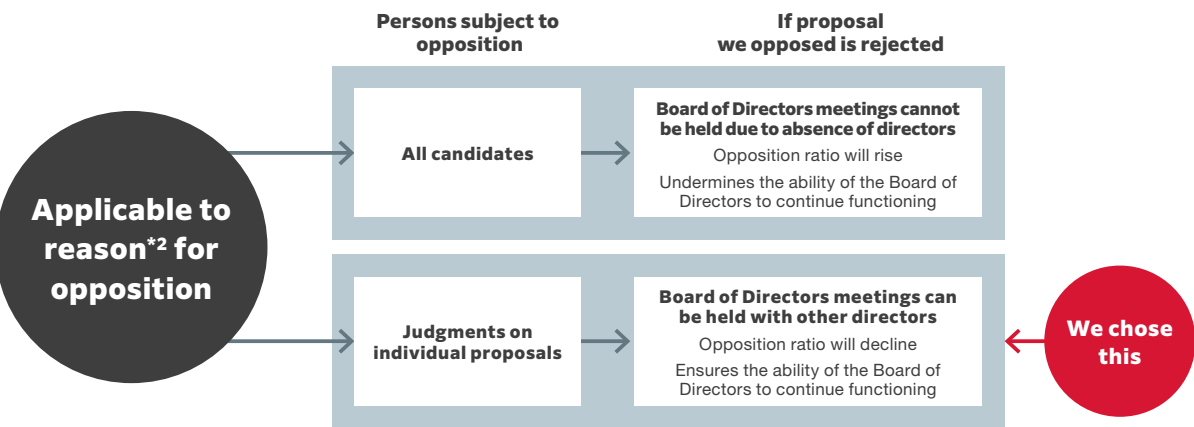 Persons subject to
opposition
If proposal
we opposed is rejected
Applicable to
reason*2 for
opposition
All candidates
Board of Directors meetings cannot
be held due to absence of directors
Opposition ratio will rise
Undermines the ability of the Board of
Directors to continue functioning
Judgments on
individual proposals
Board of Directors meetings can
be held with other directors
Opposition ratio will decline
Ensures the ability of the Board of
Directors to continue functioning
We chose
this